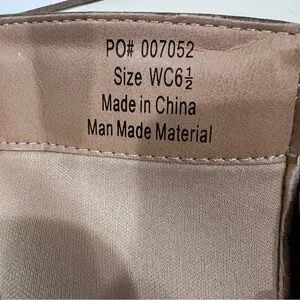 PO# 007052
Size WC6½
Made in China
Man Made Material